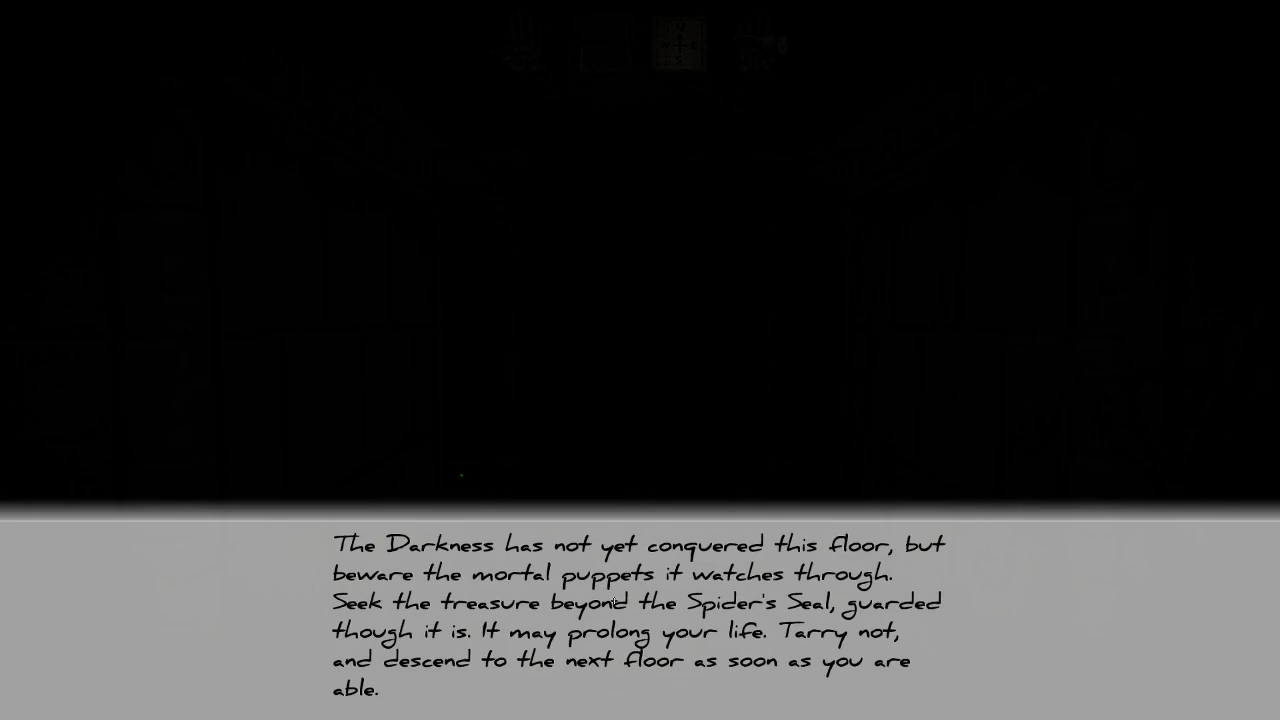 The Darkness has not yet conquered this floor, but
beware the mortal puppets it watches through.
Seek the treasure beyond the Spider's Seal, guarded
though it is. It may prolong your life. Tarry not,
and descend to the next floor as soon as you are
able.